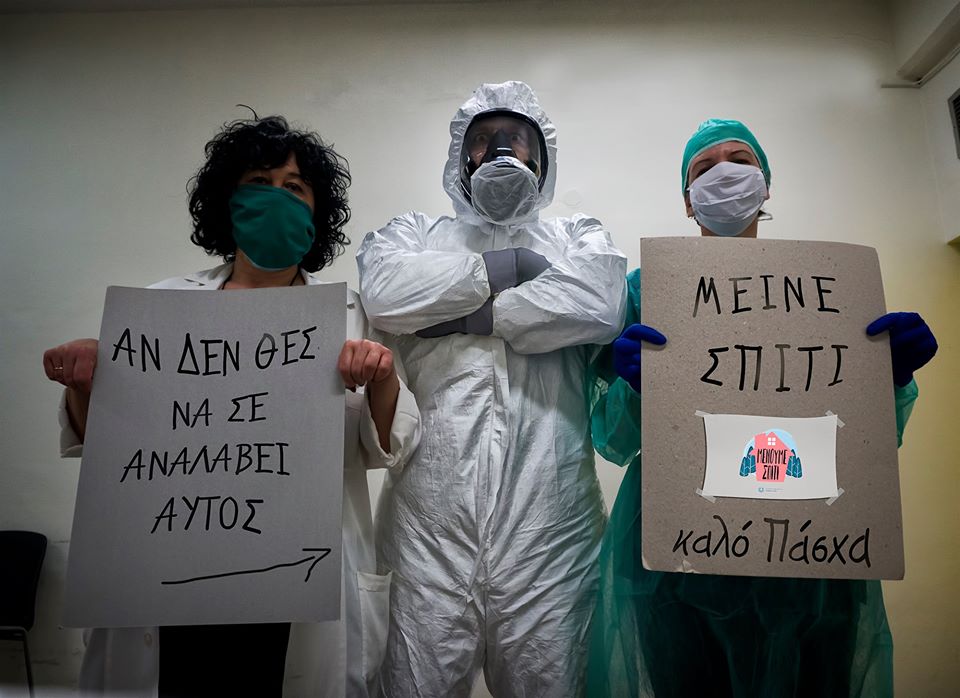 ΑΝ ΔΕΝ ΘΕΣ
ΝΑ ΣΕ
ΑΝΑΛΑΒΕΙ
ΑΥΤΟΣ
ΜΕΙΝΕ
ΣΠΙΤΙ
ΜΕΝΟΥΜΕ
ΣΠΙΤΙ
καλό Πάσχα